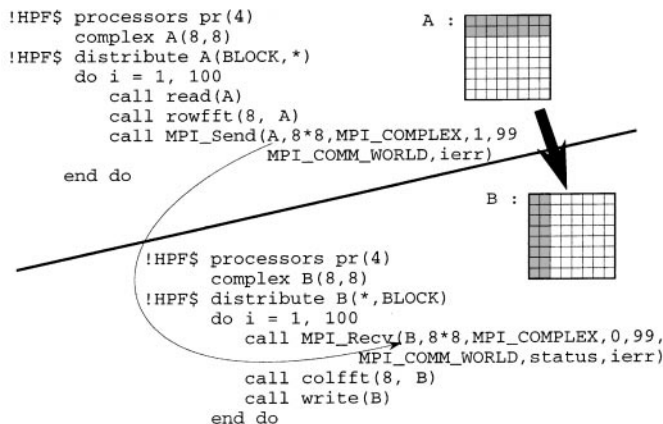 !HPF$ processors pr(4)
complex A(8,8)
!HPF$ distribute A(BLOCK,*)
do i = 1, 100
call read(A)
call rowfft(8, A)
call MPI_Send(A,8*8,MPI_COMPLEX,1,99
MPI_COMM_WORLD,ierr)
end do
A :
B :
!HPF$ processors pr(4)
complex B(8,8)
!HPF$ distribute B(*,BLOCK)
do i = 1, 100
call MPI_Recv(B,8*8,MPI_COMPLEX,0,99,
MPI_COMM_WORLD,status,ierr)
call colfft(8, B)
call write(B)
end do